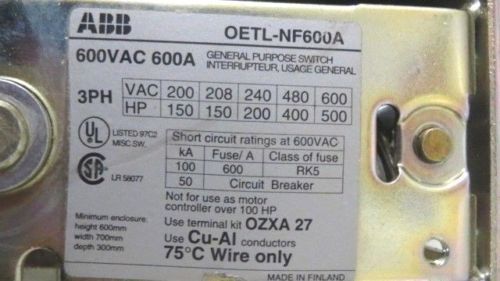 ABB
OETL-NF600A
600VAC 600A
GENERAL PURPOSE SWITCH
INTERRUPTEUR, USAGE GENERAL
3PH
VAC 200 208 240 480 600
HP 150 150 200 400 500
UL
LISTED 97C2
MISC SW.
SA
LR 58077
Short circuit ratings at 600VAC
kA Fuse/ A Class of fuse
100 600 RK5
50 Circuit Breaker
Not for use as motor
controller over 100 HP
Minimum enclosure:
height 600mm
width 700mm
depth 300mm
Use terminal kit OZXA 27
Use Cu-Al conductors
75°C Wire only
MADE IN FINLAND